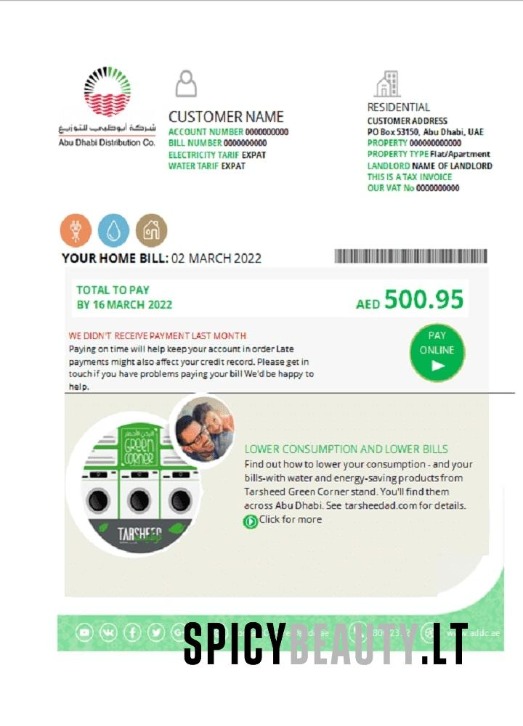 شركة أبوظبي للتوزيع
Abu Dhabi Distribution Co.
CUSTOMER NAME
ACCOUNT NUMBER 0000000000
BILL NUMBER 0000000000
ELECTRICITY TARIF EXPAT
WATER TARIF EXPAT
RESIDENTIAL
CUSTOMER ADDRESS
PO Box 53150, Abu Dhabi, UAE
PROPERTY 000000000000
PROPERTY TYPE Flat/Apartment
LANDLORD NAME OF LANDLORD
THIS IS A TAX INVOICE
OUR VAT No 0000000000
YOUR HOME BILL: 02 MARCH 2022
TOTAL TO PAY
BY 16 MARCH 2022
AED 500.95
WE DIDN'T RECEIVE PAYMENT LAST MONTH
Paying on time will help keep your account in order Late
payments might also affect your credit record. Please get in
touch if you have problems paying your bill We'd be happy to
help.
PAY
ONLINE
GREEN
CORNER
TARSHEED
LOWER CONSUMPTION AND LOWER BILLS
Find out how to lower your consumption - and your
bills-with water and energy-saving products from
Tarsheed Green Corner stand. You'll find them
across Abu Dhabi. See tarsheedad.com for details.
Click for more
www.addc.ae
SPICYBEAUTY.LT